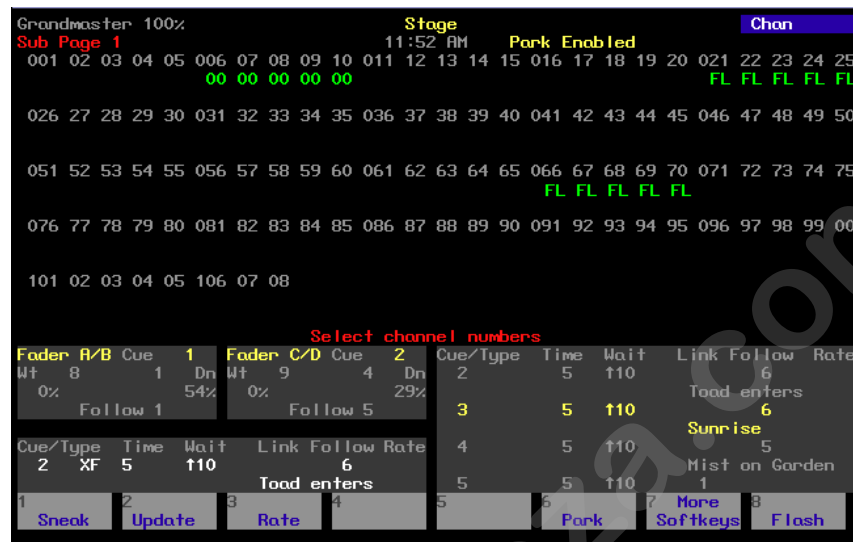 Grandmaster 100% Stage Chan
Sub Page 1 11:52 AM Park Enabled
001 02 03 04 05 006 07 08 09 10 011 12 13 14 15 016 17 18 19 20 021 22 23 24 25
00 00 00 00 00 FL FL FL FL FL
026 27 28 29 30 031 32 33 34 35 036 37 38 39 40 041 42 43 44 45 046 47 48 49 50
051 52 53 54 55 056 57 58 59 60 061 62 63 64 65 066 67 68 69 70 071 72 73 74 75
FL FL FL FL FL
076 77 78 79 80 081 82 83 84 85 086 87 88 89 90 091 92 93 94 95 096 97 98 99 00
101 02 03 04 05 106 07 08
Select channel numbers
Fader A/B Cue 1 Fader C/D Cue 2 Cue/Type Time Wait Link Follow Rate
Wt 8 1 Dn Wt 9 4 Dn 2 5 ↑10 6
0% 54% 0% 29% Toad enters
Follow 1 Follow 5 3 5 ↑10 6
Sunrise
Cue/Type Time Wait Link Follow Rate 4 5 ↑10 5
2 XF 5 ↑10 6 Mist on Garden
Toad enters 5 5 ↑10 1
1 2 3 4 5 6 7 More 8
Sneak Update Rate Park Softkeys Flash